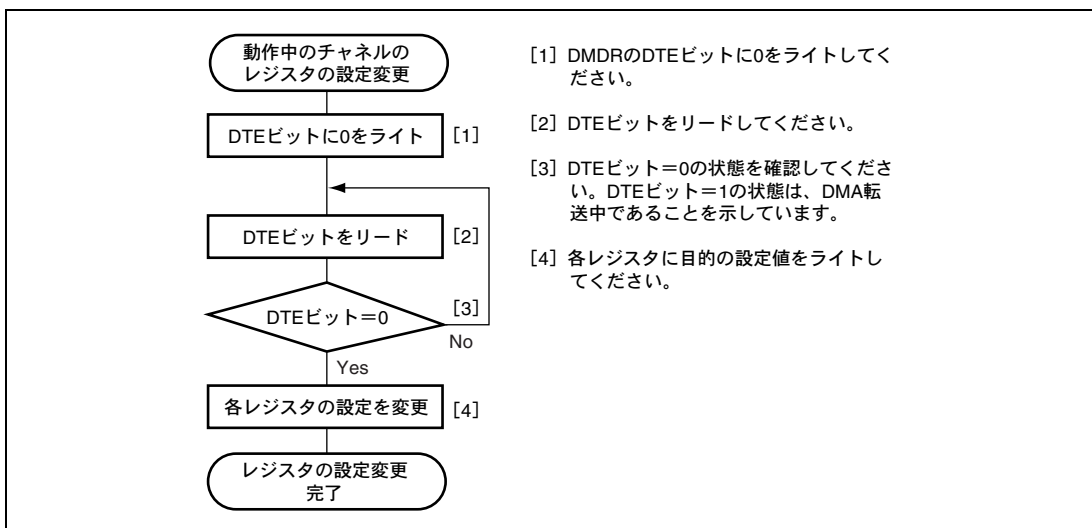 動作中のチャネルの
レジスタの設定変更
DTEビットに0をライト [1]
DTEビットをリード [2]
DTEビット＝0 [3]
No
Yes
各レジスタの設定を変更 [4]
レジスタの設定変更
完了
[1] DMDRのDTEビットに0をライトしてく
ださい。
[2] DTEビットをリードしてください。
[3] DTEビット＝0の状態を確認してくださ
い。DTEビット＝1の状態は、DMA転
送中であることを示しています。
[4] 各レジスタに目的の設定値をライトし
てください。